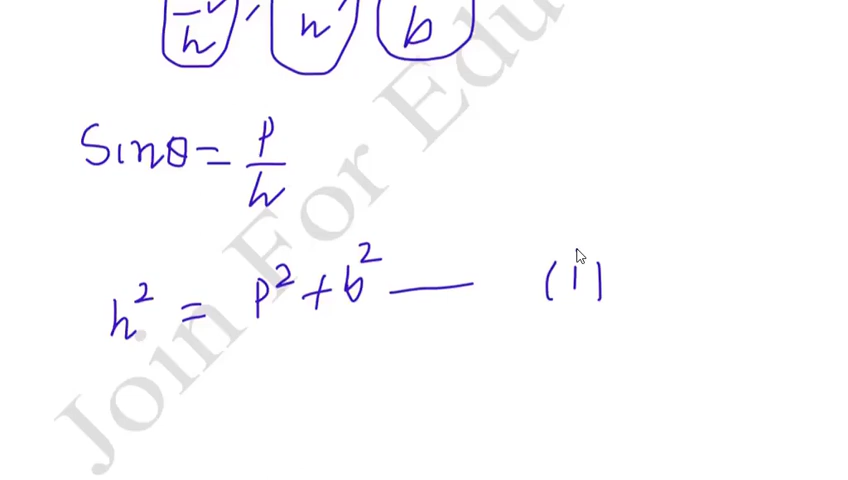 h h b
Sinθ = p/h
h² = p² + b² — (1)
Join For Edu